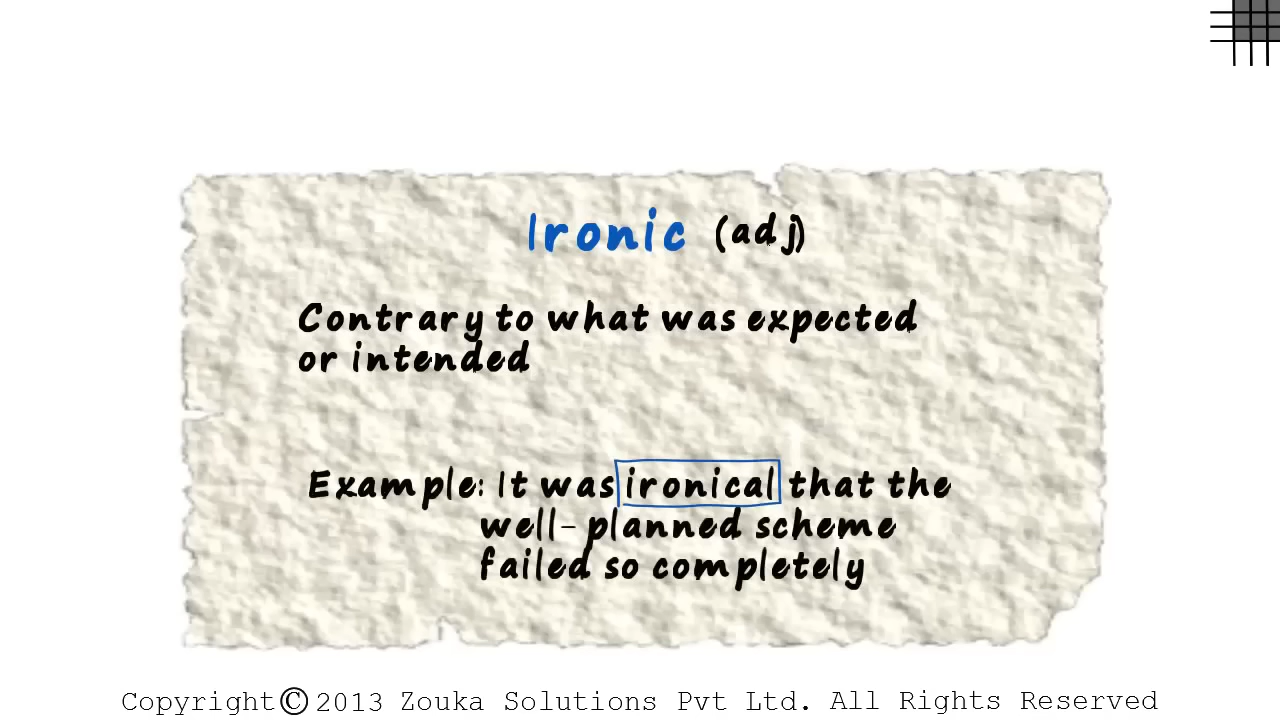 Ironic (adj)
Contrary to what was expected
or intended
Example: It was ironical that the
well-planned scheme
failed so completely
Copyright © 2013 Zouka Solutions Pvt Ltd. All Rights Reserved